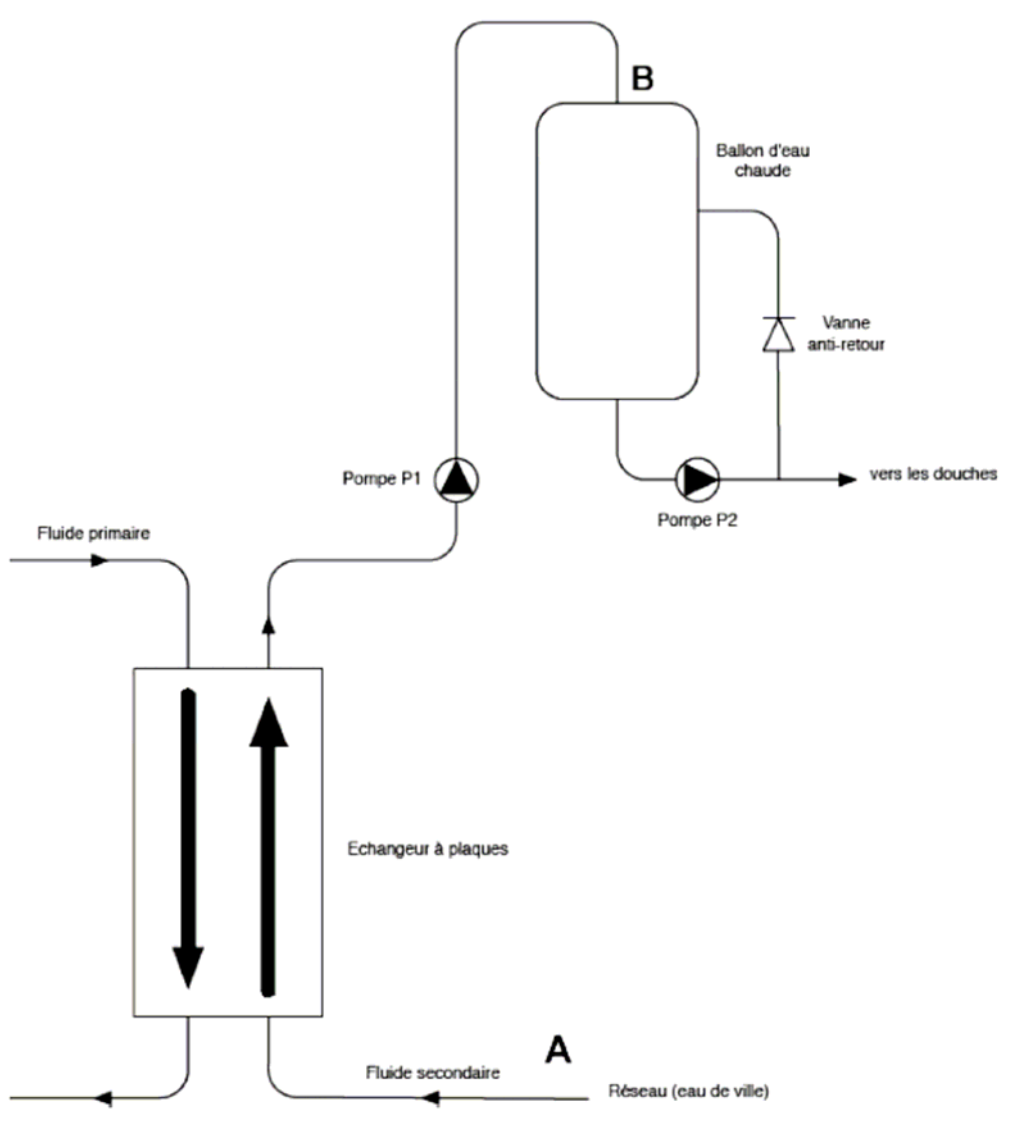 B
Ballon d'eau
chaude
Vanne
anti-retour
Pompe P1
vers les douches
Pompe P2
Fluide primaire
Echangeur à plaques
A
Fluide secondaire
Réseau (eau de ville)